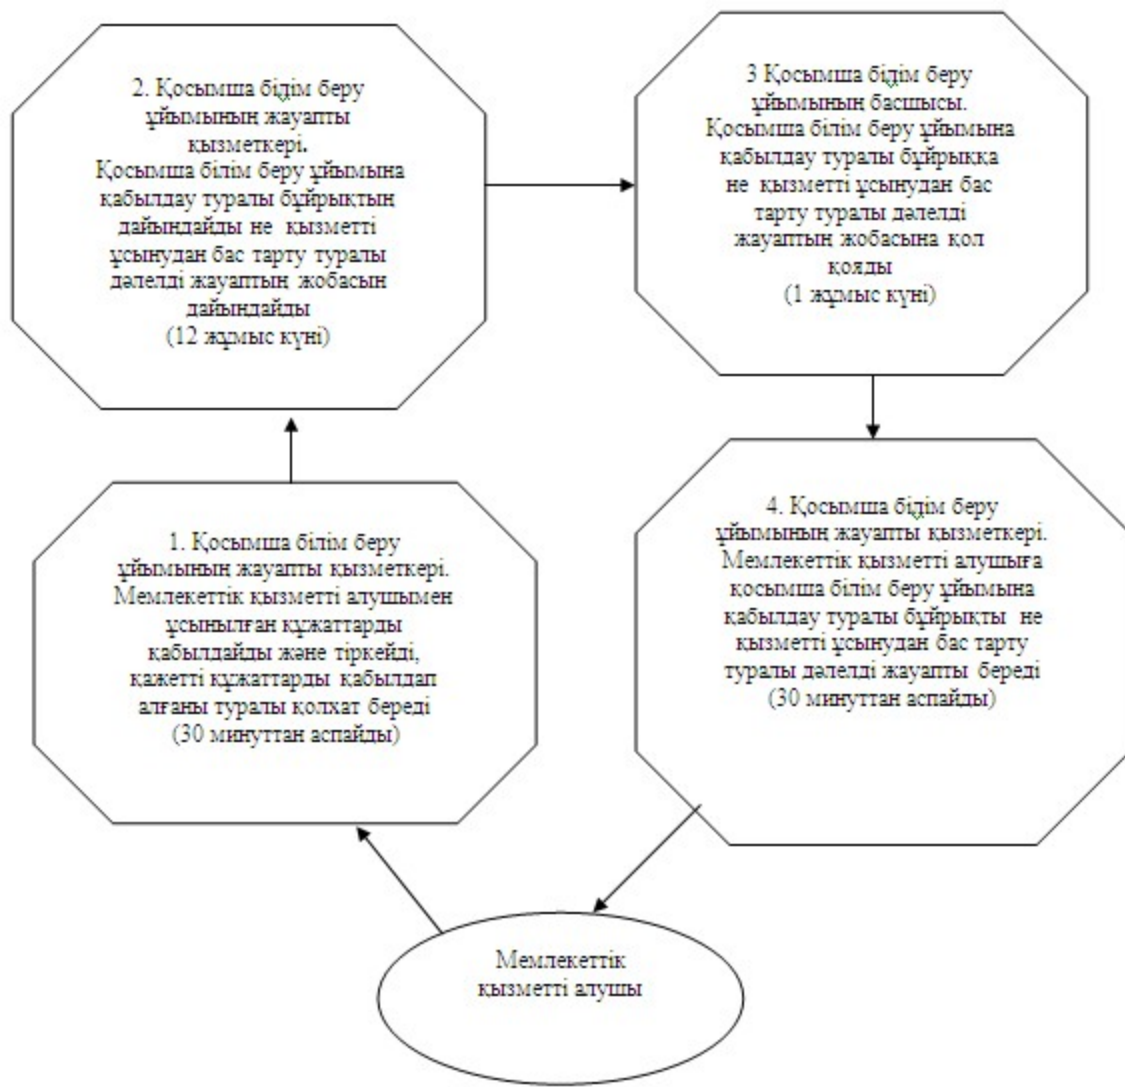 2. Қосымша білім беру
ұйымының жауапты
қызметкері.
Қосымша білім беру ұйымына
қабылдау туралы бұйрықтың
дайындайды не қызметті
ұсынудан бас тарту туралы
дәлелді жауаптың жобасын
дайындайды
(12 жұмыс күні)
3 Қосымша білім беру
ұйымының басшысы.
Қосымша білім беру ұйымына
қабылдау туралы бұйрыққа
не қызметті ұсынудан бас
тарту туралы дәлелді
жауаптың жобасына қол
қояды
(1 жұмыс күні)
1. Қосымша білім беру
ұйымының жауапты қызметкері.
Мемлекеттік қызметті алушымен
ұсынылған құжаттарды
қабылдайды және тіркейді,
қажетті құжаттарды қабылдап
алғаны туралы қолхат береді
(30 минуттан аспайды)
4. Қосымша білім беру
ұйымының жауапты қызметкері.
Мемлекеттік қызметті алушыға
қосымша білім беру ұйымына
қабылдау туралы бұйрықты не
қызметті ұсынудан бас тарту
туралы дәлелді жауапты береді
(30 минуттан аспайды)
Мемлекеттік
қызметті алушы